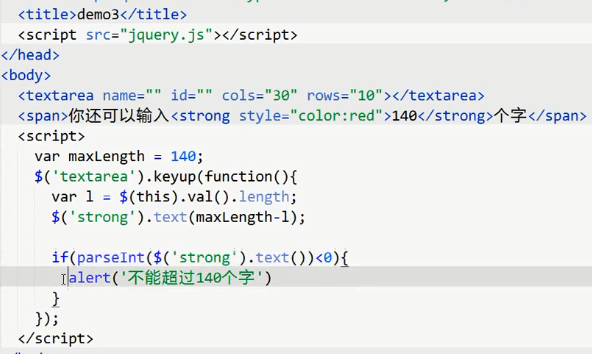 <title>demo3</title>
<script src="jquery.js"></script>
</head>
<body>
<textarea name="" id="" cols="30" rows="10"></textarea>
<span>你还可以输入<strong style="color:red">140</strong>个字</span>
<script>
var maxLength = 140;
$('textarea').keyup(function(){
var l = $(this).val().length;
$('strong').text(maxLength-l);
if(parseInt($('strong').text())<0){
alert('不能超过140个字')
}
});
</script>